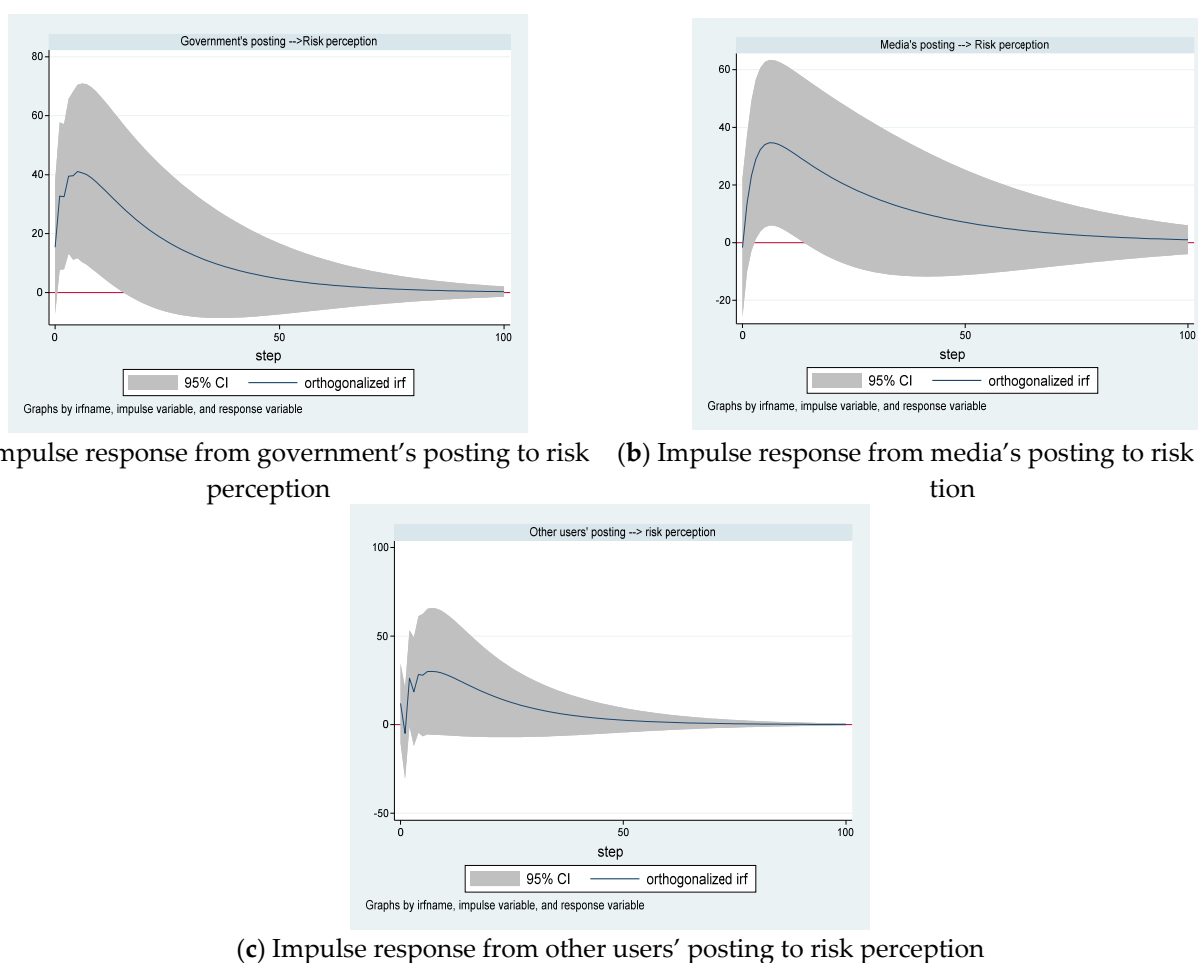 Government's posting -->Risk perception
80
60
40
20
0
0 50 100
step
95% CI orthogonalized irf
Graphs by irfname, impulse variable, and response variable
Media's posting --> Risk perception
60
40
20
0
-20
0 50 100
step
95% CI orthogonalized irf
Graphs by irfname, impulse variable, and response variable
mpulse response from government’s posting to risk
perception
(b) Impulse response from media’s posting to risk
tion
Other users' posting --> risk perception
100
50
0
-50
0 50 100
step
95% CI orthogonalized irf
Graphs by irfname, impulse variable, and response variable
(c) Impulse response from other users’ posting to risk perception